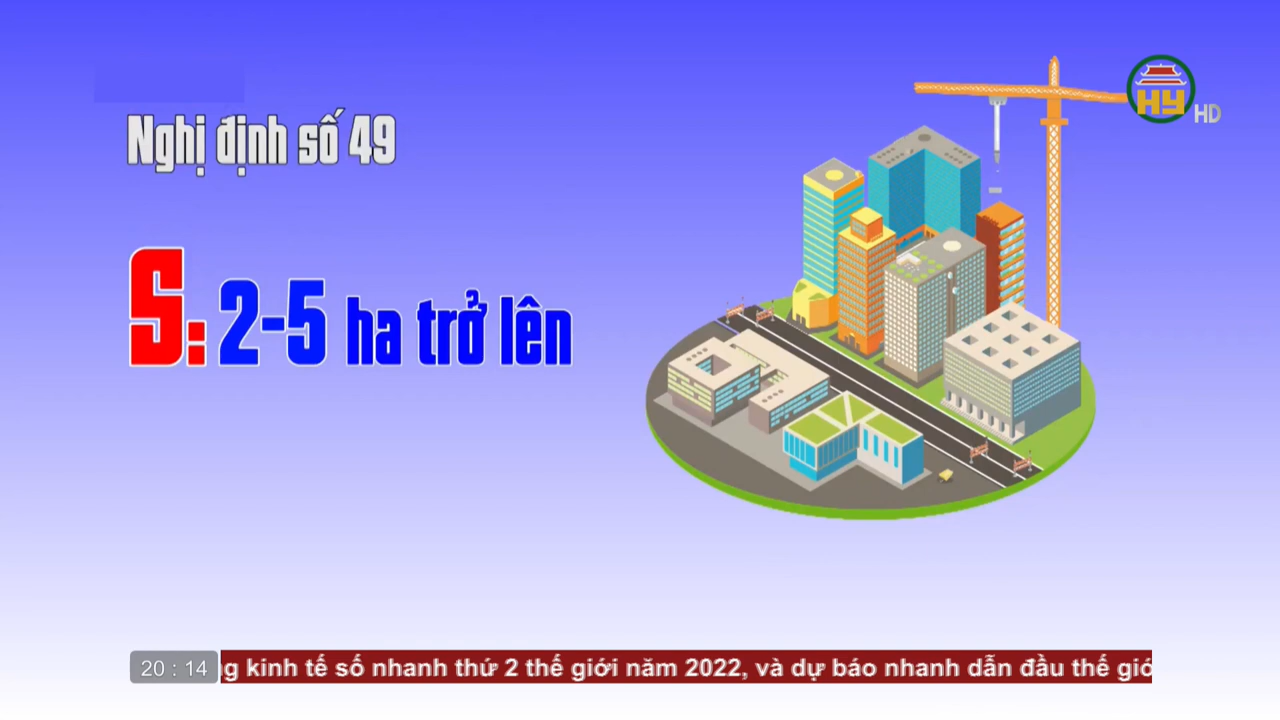 HY
HD
Nghị định số 49
S: 2-5 ha trở lên
20 : 14
kinh tế số nhanh thứ 2 thế giới năm 2022, và dự báo nhanh dẫn đầu thế